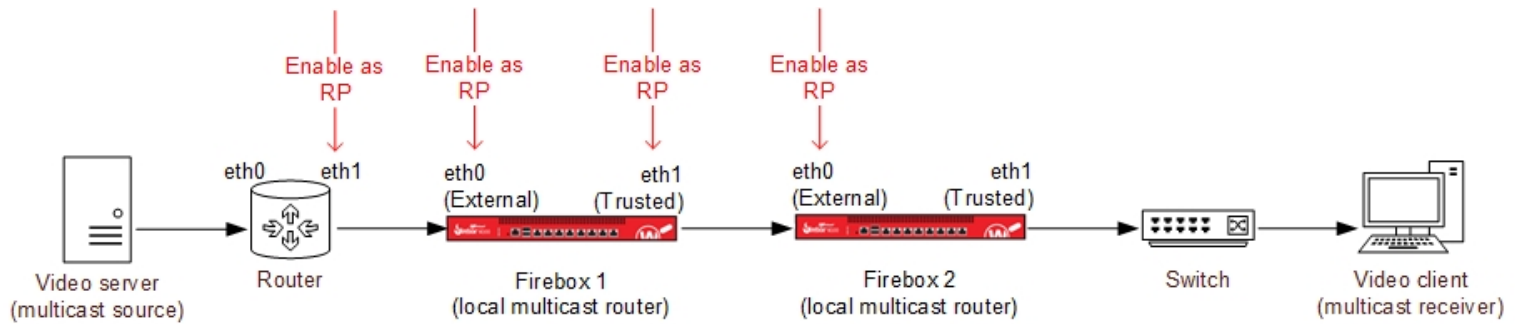 Enable as
RP
Enable as
RP
Enable as
RP
Enable as
RP
eth0
eth1
eth0
(External)
eth1
(Trusted)
eth0
(External)
eth1
(Trusted)
Video server
(multicast source)
Router
Firebox 1
(local multicast router)
Firebox 2
(local multicast router)
Switch
Video client
(multicast receiver)